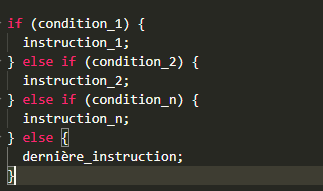 if (condition_1) {
  instruction_1;
} else if (condition_2) {
  instruction_2;
} else if (condition_n) {
  instruction_n;
} else {
  dernière_instruction;
}